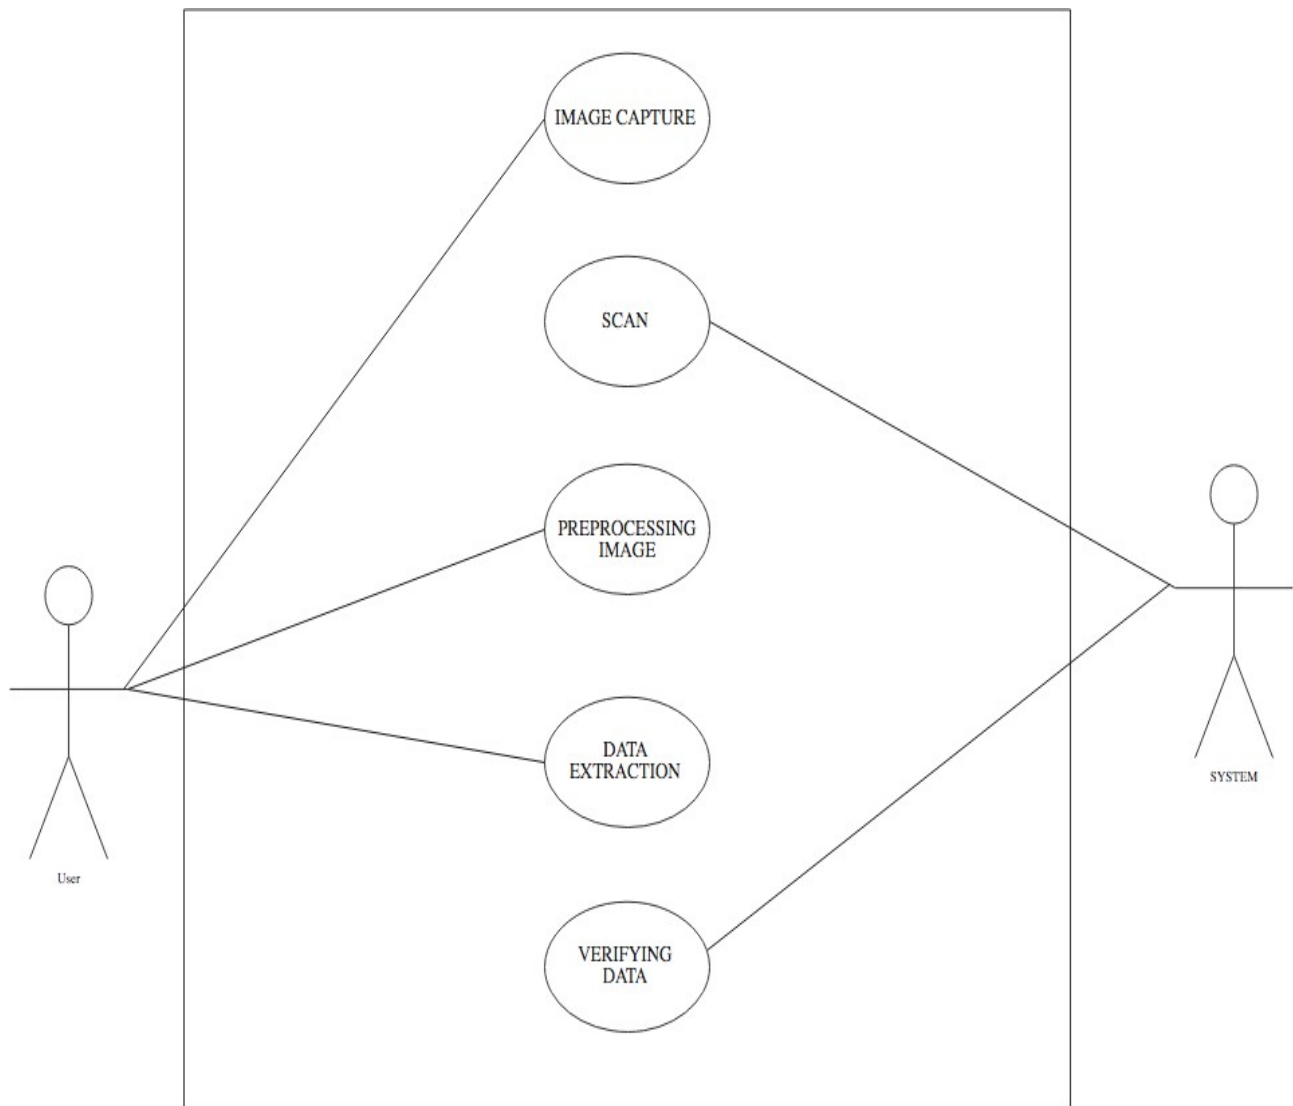 IMAGE CAPTURE
SCAN
PREPROCESSING
IMAGE
DATA
EXTRACTION
SYSTEM
User
VERIFYING
DATA